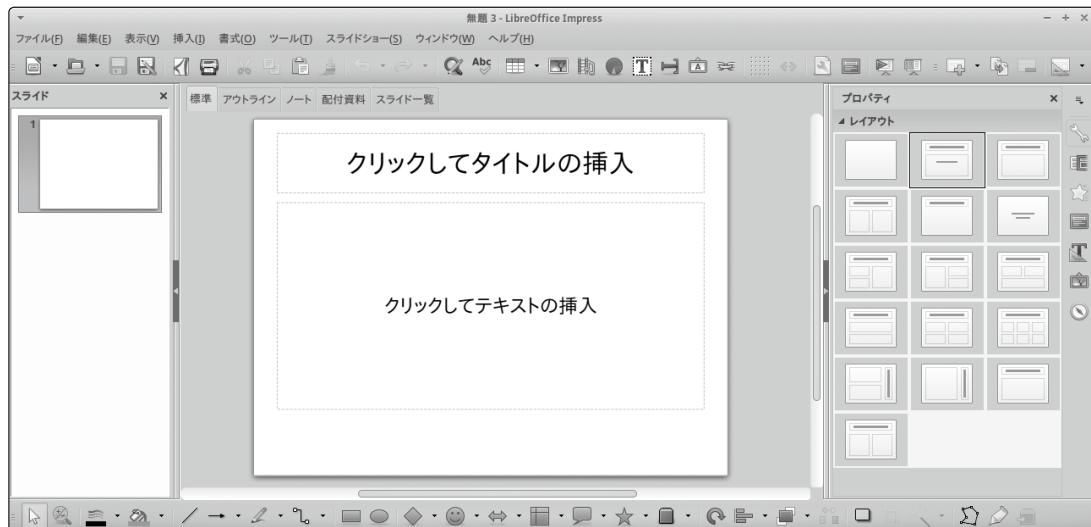 無題 3 - LibreOffice Impress
ファイル(F) 編集(E) 表示(V) 挿入(I) 書式(O) ツール(T) スライドショー(S) ウィンドウ(W) ヘルプ(H)
Abc
T
A
スライド
標準 アウトライン ノート 配付資料 スライド一覧
プロパティ
レイアウト
1
クリックしてタイトルの挿入
クリックしてテキストの挿入